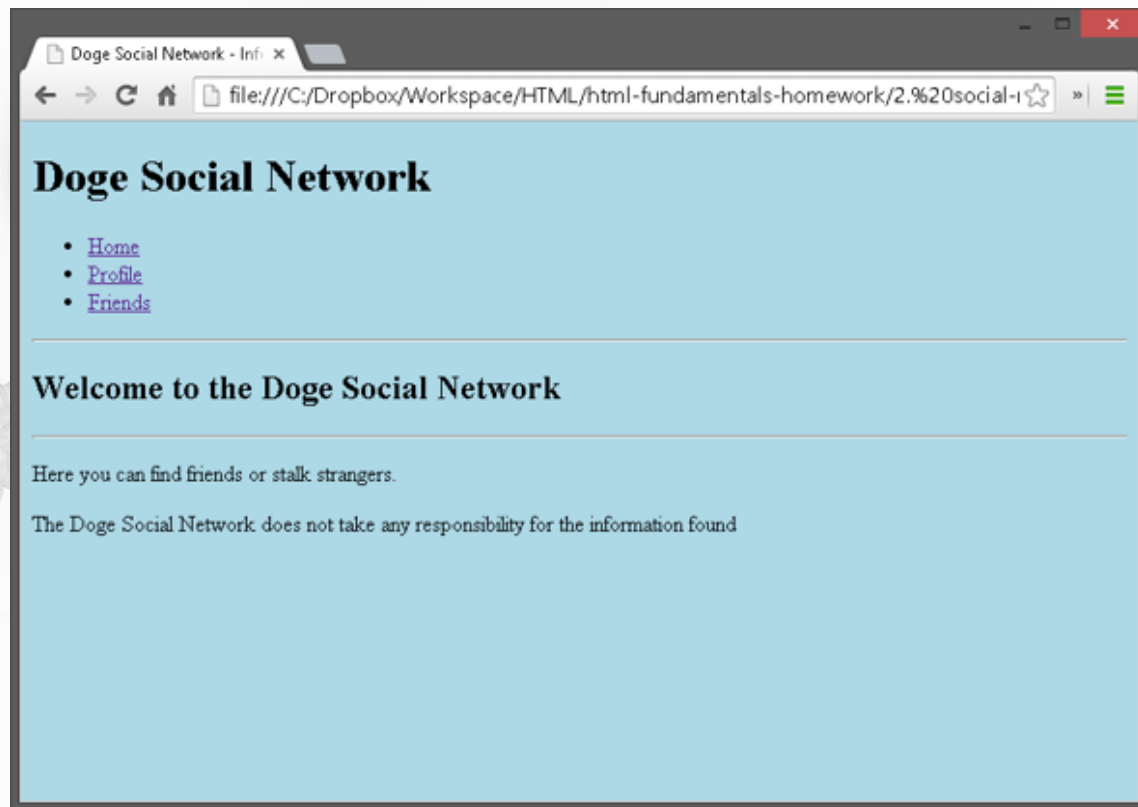 Doge Social Network - Inf
file:///C:/Dropbox/Workspace/HTML/html-fundamentals-homework/2.%20social-
Doge Social Network
Home
Profile
Friends
Welcome to the Doge Social Network
Here you can find friends or stalk strangers.
The Doge Social Network does not take any responsibility for the information found